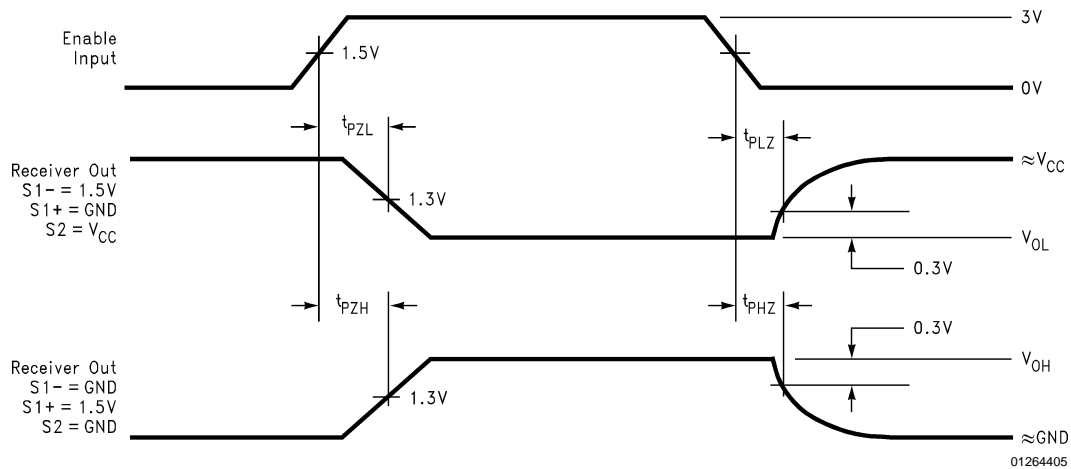 Enable
Input
1.5V
3V
0V
tPZL
tPLZ
Receiver Out
S1- = 1.5V
S1+ = GND
S2 = VCC
1.3V
≈VCC
VOL
0.3V
tPZH
tPHZ
0.3V
Receiver Out
S1- = GND
S1+ = 1.5V
S2 = GND
1.3V
VOH
≈GND
01264405